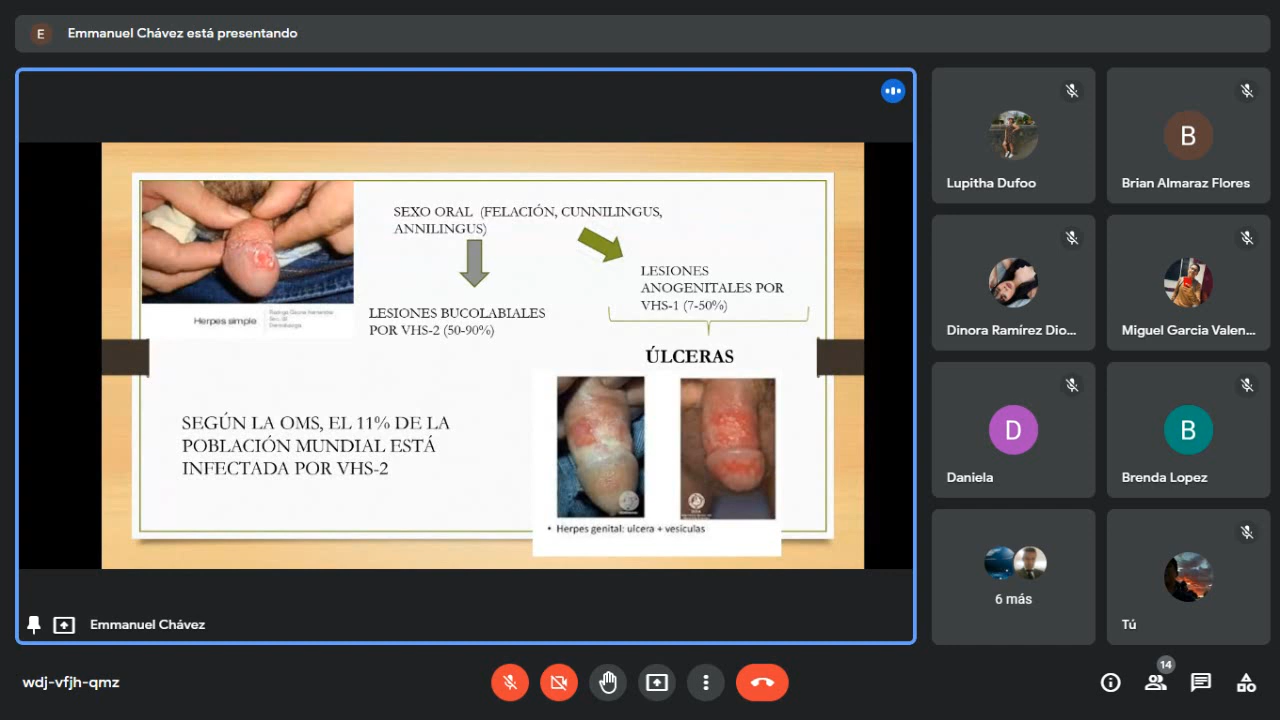 E
Emmanuel Chávez está presentando
SEXO ORAL (FELACIÓN, CUNNILINGUS,
ANNILINGUS)
LESIONES
ANOGENITALES POR
VHS-1 (7-50%)
LESIONES BUCOLABIALES
POR VHS-2 (50-90%)
Herpes simple
ÚLCERAS
SEGÚN LA OMS, EL 11% DE LA
POBLACIÓN MUNDIAL ESTÁ
INFECTADA POR VHS-2
• Herpes genital: ulcera + vesiculas
Emmanuel Chávez
Lupitha Dufoo
B
Brian Almaraz Flores
Dinora Ramírez Dio...
Miguel Garcia Valen...
D
Daniela
B
Brenda Lopez
6 más
Tú
wdj-vfjh-qmz
14